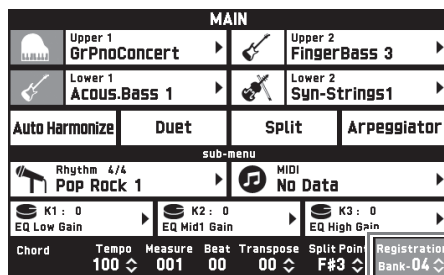 MAIN
Upper 1
GrPnoConcert
Upper 2
FingerBass 3
Lower 1
Acous.Bass 1
Lower 2
Syn-Strings1
Auto Harmonize Duet Split Arpeggiator
sub-menu
Rhythm 4/4
Pop Rock 1
MIDI
No Data
K1: 0
EQ Low Gain
K2: 0
EQ Mid1 Gain
K3: 0
EQ High Gain
Chord Tempo Measure Beat Transpose Split Point Registration
100 001 00 00 F#3 Bank-04